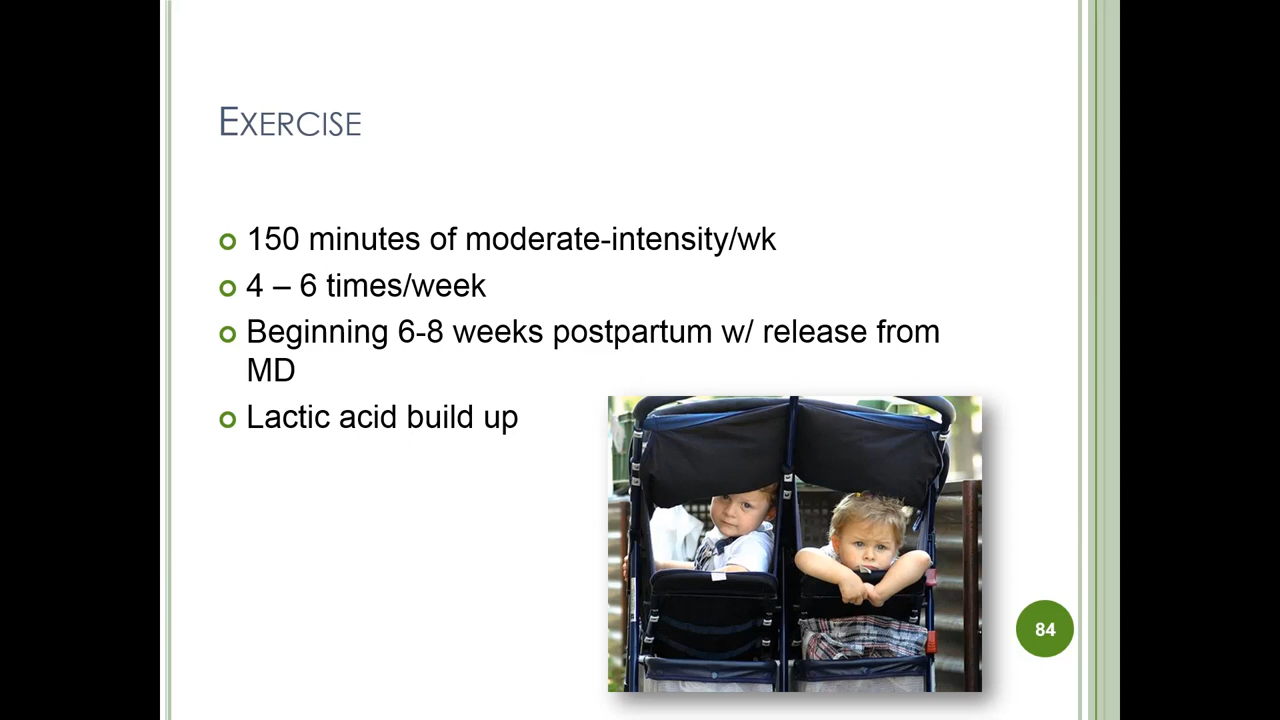 Exercise
150 minutes of moderate-intensity/wk
4 – 6 times/week
Beginning 6-8 weeks postpartum w/ release from
MD
Lactic acid build up
84